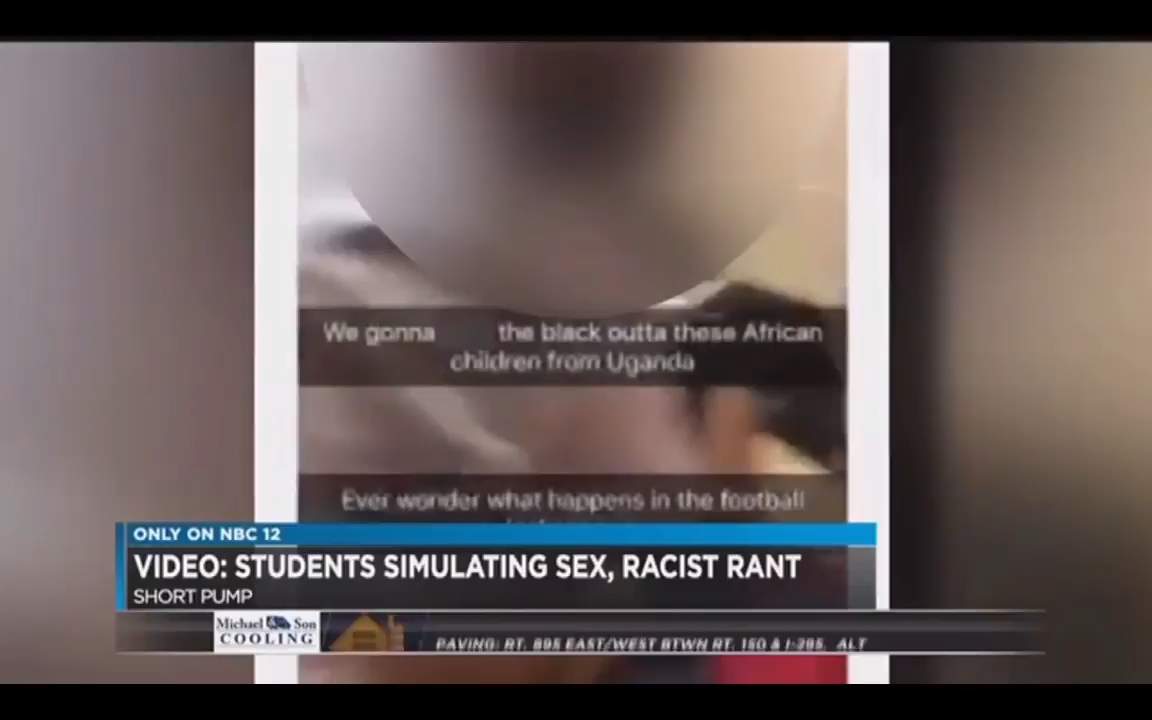 We gonna the black outta these African
children from Uganda
Ever wonder what happens in the football
ONLY ON NBC 12
VIDEO: STUDENTS SIMULATING SEX, RACIST RANT
SHORT PUMP
Michael & Son
COOLING
PAVING: RT. 895 EAST/WEST BTWN RT. 150 & I-295, ALT